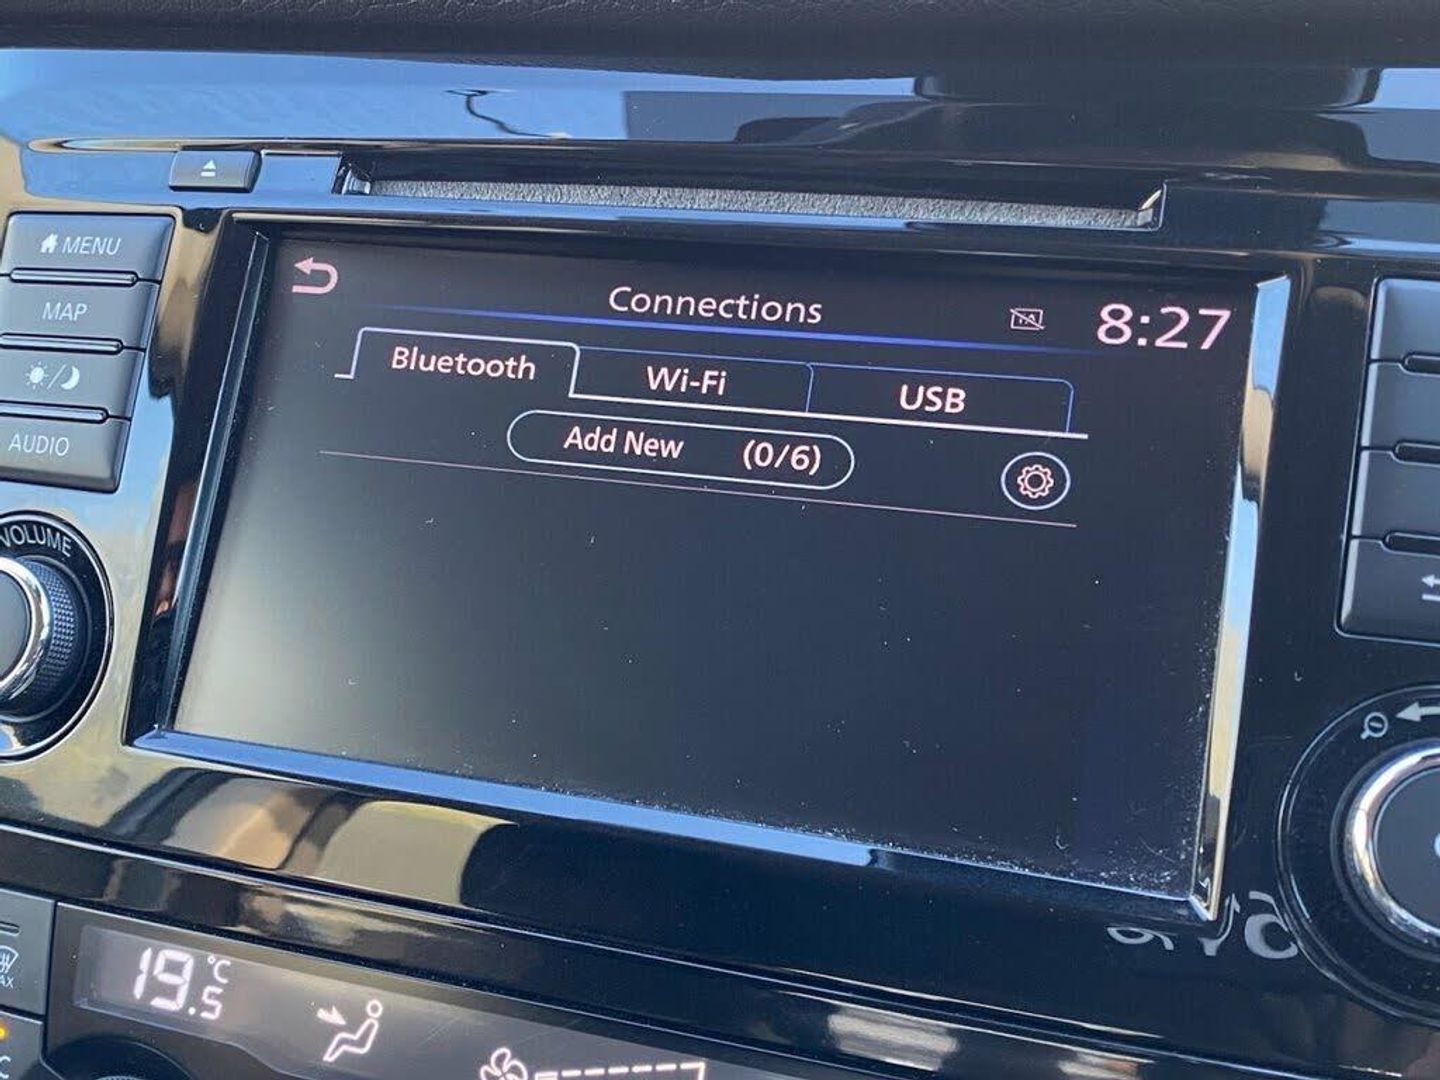 MENU
MAP
AUDIO
VOLUME
Connections
8:27
Bluetooth
Wi-Fi
USB
Add New (0/6)
19.5 °C